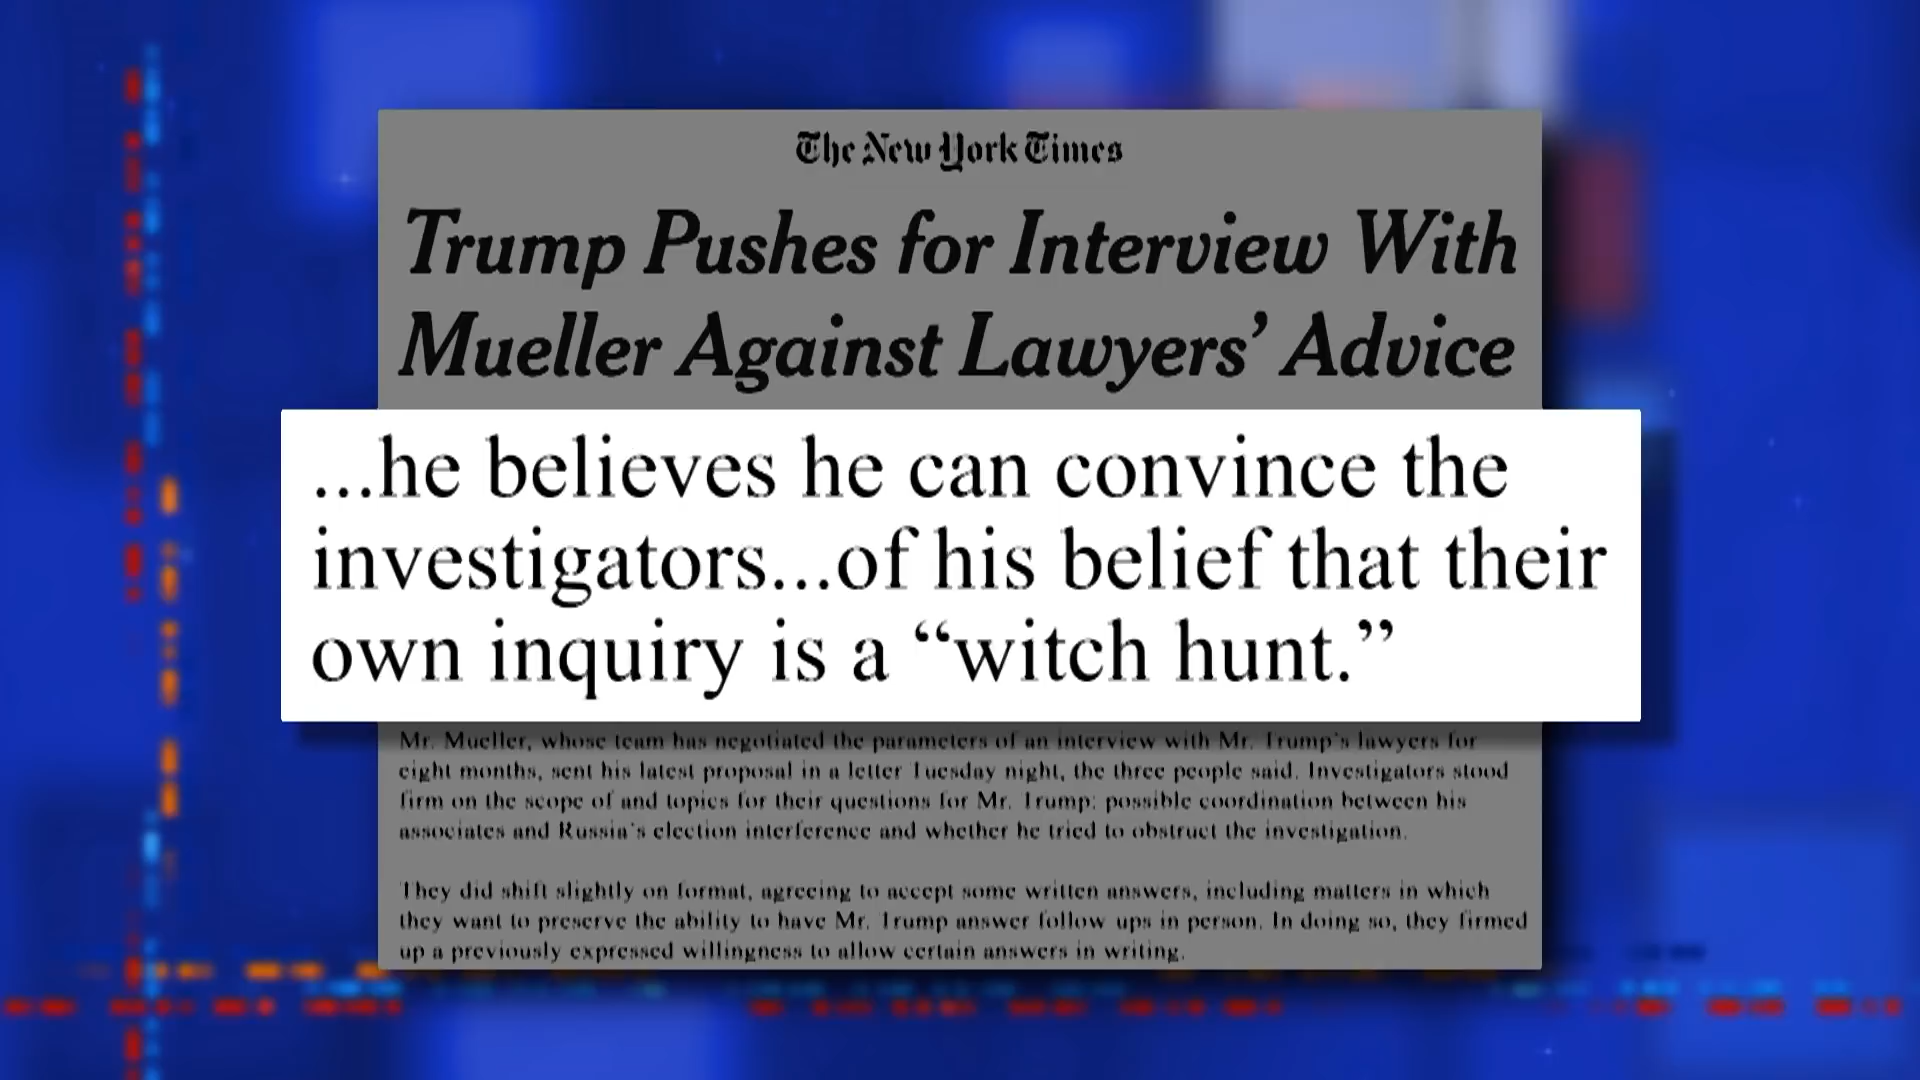 The New York Times
Trump Pushes for Interview With
Mueller Against Lawyers’ Advice
...he believes he can convince the
investigators...of his belief that their
own inquiry is a “witch hunt.”
Mr. Mueller, whose team has negotiated the parameters of an interview with Mr. Trump’s lawyers for
eight months, sent his latest proposal in a letter Tuesday night, the three people said. Investigators stood
firm on the scope of and topics for their questions for Mr. Trump: possible coordination between his
associates and Russia’s election interference and whether he tried to obstruct the investigation.
They did shift slightly on format, agreeing to accept some written answers, including matters in which
they want to preserve the ability to have Mr. Trump answer follow ups in person. In doing so, they firmed
up a previously expressed willingness to allow certain answers in writing.